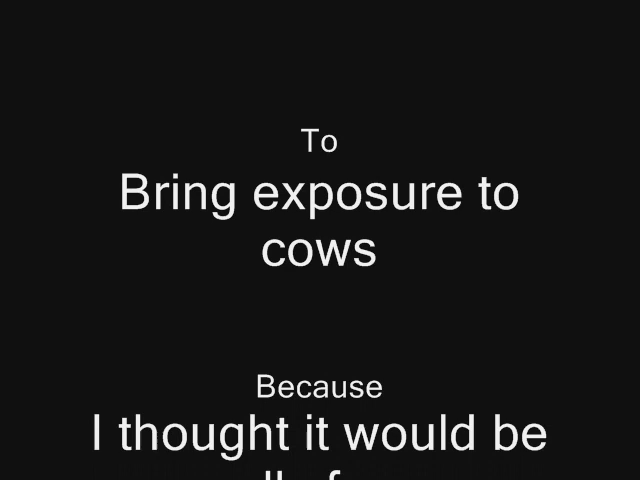 To
Bring exposure to
cows
Because
I thought it would be